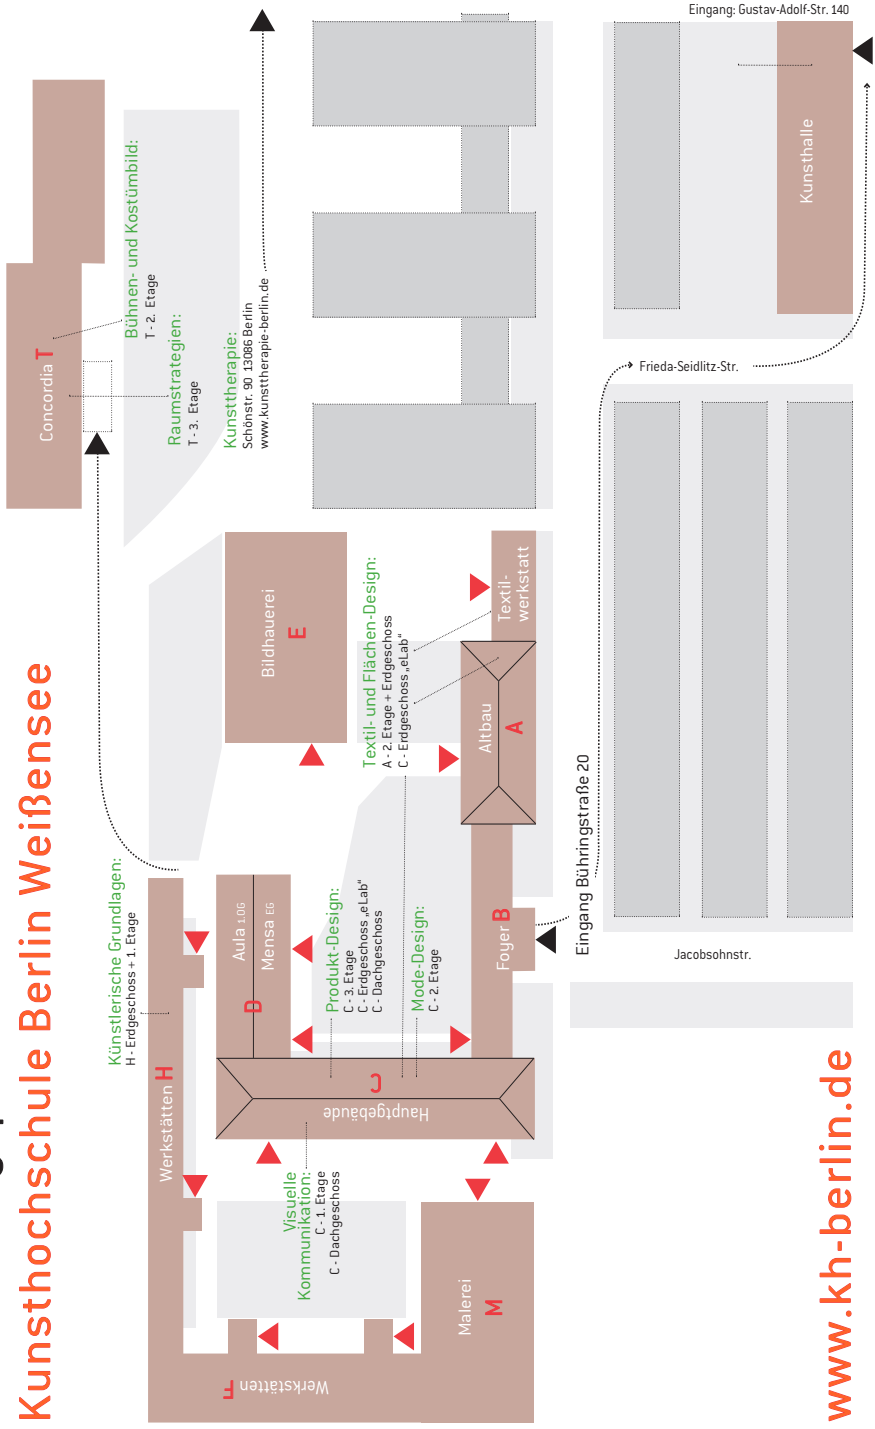 Kunsthochschule Berlin Weißensee
Künstlerische Grundlagen:
H - Erdgeschoss + 1. Etage
Werkstätten H
Concordia T
Bühnen- und Kostümbild:
T - 2. Etage
Raumstrategien:
T - 3. Etage
Kunsttherapie:
Schönstr. 90 13086 Berlin
www.kunsttherapie-berlin.de
Aula 1.OG
D
Mensa EG
Bildhauerei
E
Visuelle
Kommunikation:
C - 1. Etage
C - Dachgeschoss
Hauptgebäude
C
Produkt-Design:
C - 3. Etage
C - Erdgeschoss „eLab“
C - Dachgeschoss
Mode-Design:
C - 2. Etage
Textil- und Flächen-Design:
A - 2. Etage + Erdgeschoss
C - Erdgeschoss „eLab“
Werkstätten F
Malerei
M
Foyer B
Altbau
A
Textil-
werkstatt
Eingang Bühringstraße 20
Jacobsohnstr.
Frieda-Seidlitz-Str.
Kunsthalle
Eingang: Gustav-Adolf-Str. 140
www.kh-berlin.de